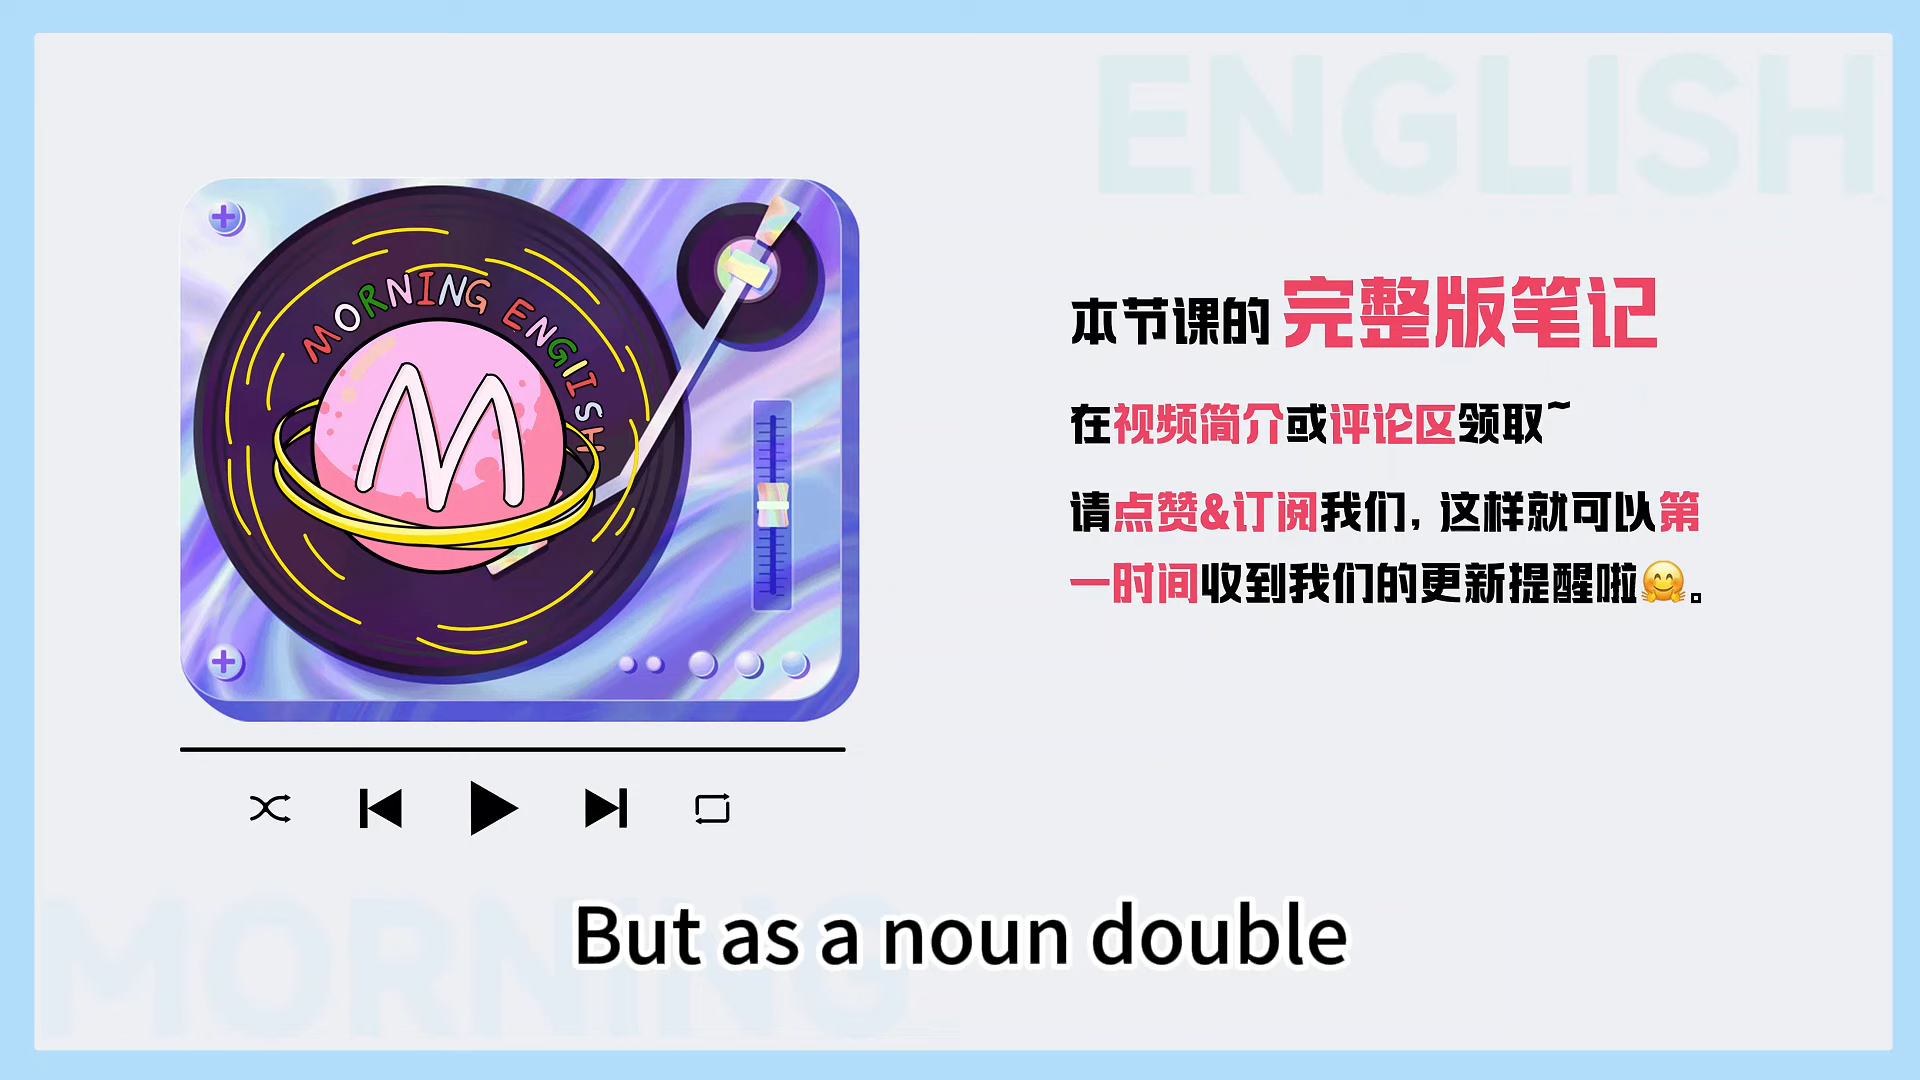 ENGLISH
MORNING ENGLISH
M
本节课的 完整版笔记
在视频简介或评论区领取~
请点赞&订阅我们，这样就可以第
一时间收到我们的更新提醒啦🤗。
MORNING
But as a noun double